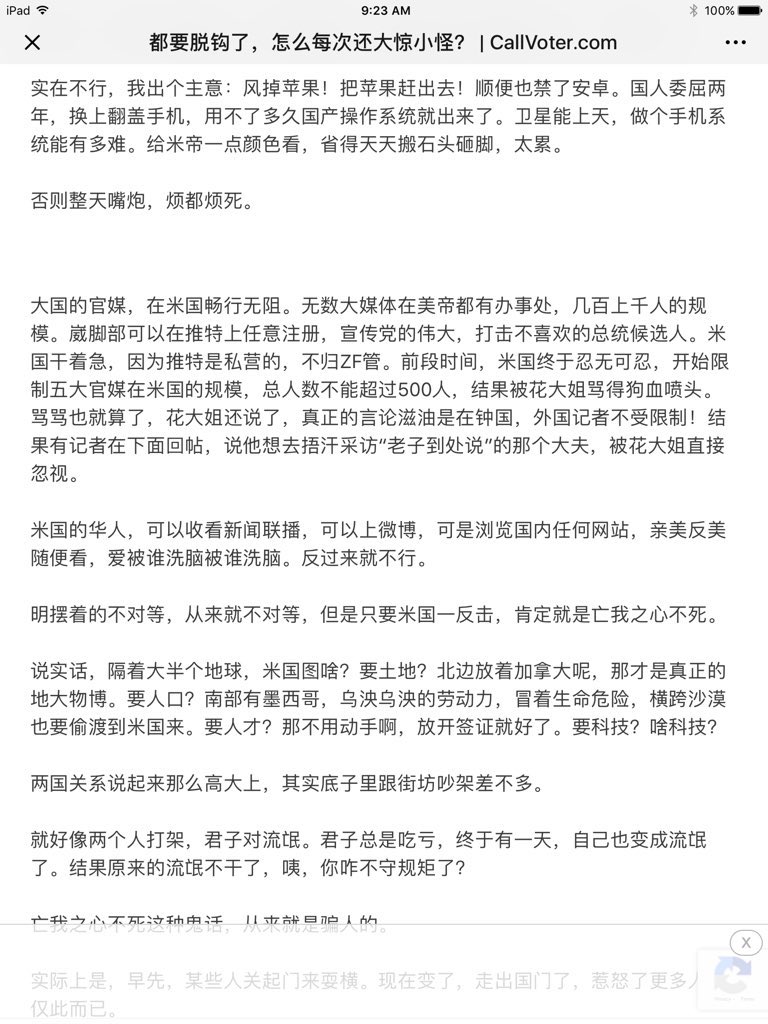 iPad 9:23 AM 100%
都要脱钩了，怎么每次还大惊小怪？ | CallVoter.com
实在不行，我出个主意：风掉苹果！把苹果赶出去！顺便也禁了安卓。国人委屈两
年，换上翻盖手机，用不了多久国产操作系统就出来了。卫星能上天，做个手机系
统能有多难。给米帝一点颜色看，省得天天搬石头砸脚，太累。
否则整天嘴炮，烦都烦死。
大国的官媒，在米国畅行无阻。无数大媒体在美帝都有办事处，几百上千人的规
模。崴脚部可以在推特上任意注册，宣传党的伟大，打击不喜欢的总统候选人。米
国干着急，因为推特是私营的，不归ZF管。前段时间，米国终于忍无可忍，开始限
制五大官媒在米国的规模，总人数不能超过500人，结果被花大姐骂得狗血喷头。
骂骂也就算了，花大姐还说了，真正的言论滋油是在钟国，外国记者不受限制！结
果有记者在下面回帖，说他想去捂汗采访“老子到处说”的那个大夫，被花大姐直接
忽视。
米国的华人，可以收看新闻联播，可以上微博，可是浏览国内任何网站，亲美反美
随便看，爱被谁洗脑被谁洗脑。反过来就不行。
明摆着的不对等，从来就不对等，但是只要米国一反击，肯定就是亡我之心不死。
说实话，隔着大半个地球，米国图啥？要土地？北边放着加拿大呢，那才是真正的
地大物博。要人口？南部有墨西哥，乌泱乌泱的劳动力，冒着生命危险，横跨沙漠
也要偷渡到米国来。要人才？那不用动手啊，放开签证就好了。要科技？啥科技？
两国关系说起来那么高大上，其实底子里跟街坊吵架差不多。
就好像两个人打架，君子对流氓。君子总是吃亏，终于有一天，自己也变成流氓
了。结果原来的流氓不干了，咦，你咋不守规矩了？
亡我之心不死这种鬼话，从来就是骗人的。
X
实际上是，早先，某些人关起门来耍横。现在变了，走出国门了，惹怒了更多人
仅此而已。